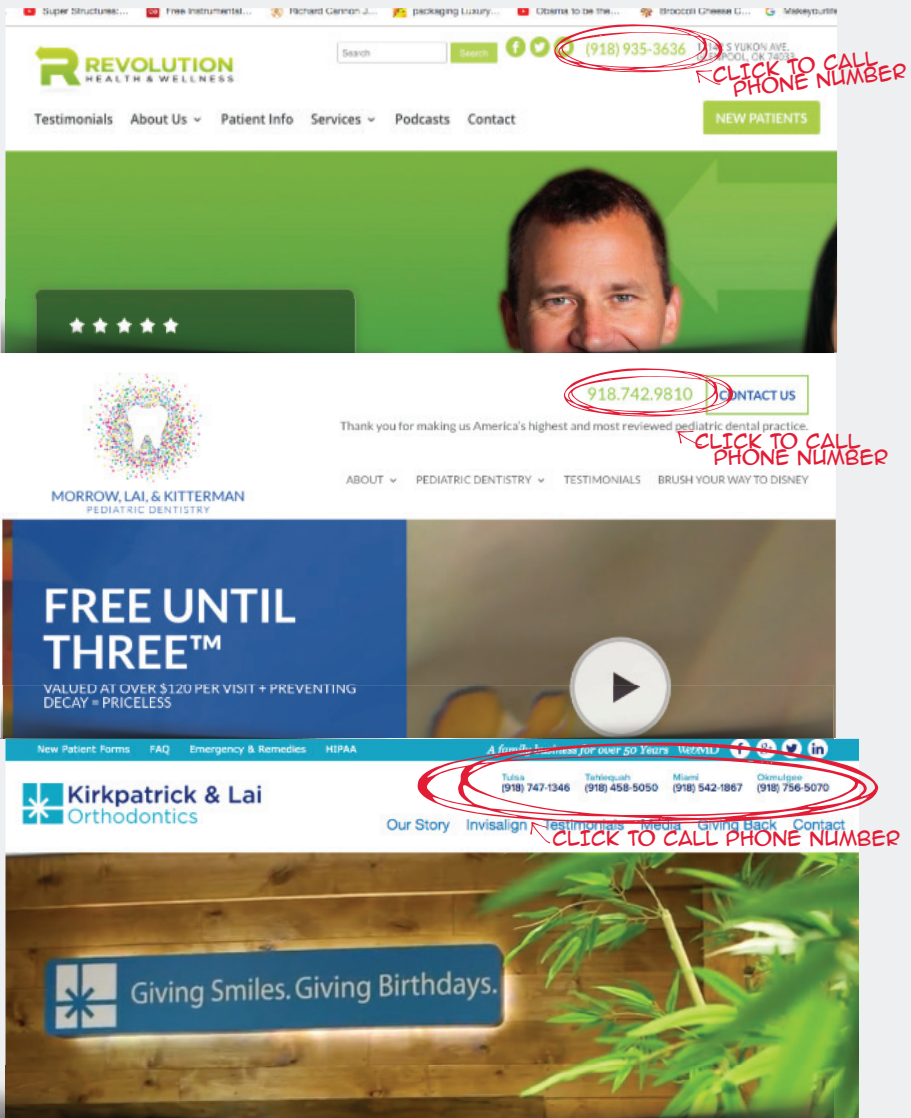 Super Structures:...
Free Instrumental...
Richard Cannon J...
packaging Luxury...
Obama to be the...
Broccoli Cheese C...
REVOLUTION
HEALTH & WELLNESS
Search
Search
(918) 935-3636
S YUKON AVE.
OK 74033
CLICK TO CALL
PHONE NUMBER
Testimonials About Us Patient Info Services Podcasts Contact
NEW PATIENTS
918.742.9810
CONTACT US
Thank you for making us America's highest and most reviewed pediatric dental practice.
CLICK TO CALL
PHONE NUMBER
ABOUT PEDIATRIC DENTISTRY TESTIMONIALS BRUSH YOUR WAY TO DISNEY
MORROW, LAI, & KITTERMAN
PEDIATRIC DENTISTRY
FREE UNTIL
THREE™
VALUED AT OVER $120 PER VISIT + PREVENTING
DECAY = PRICELESS
New Patient Forms FAQ Emergency & Remedies HIPAA
A family business for over 50 Years WebMD
Kirkpatrick & Lai
Orthodontics
Tulsa Tahlequah Miami Okmulgee
(918) 747-1346 (918) 458-5050 (918) 542-1867 (918) 756-5070
Our Story Invisalign Testimonials Media Giving Back Contact
CLICK TO CALL PHONE NUMBER
Giving Smiles. Giving Birthdays.